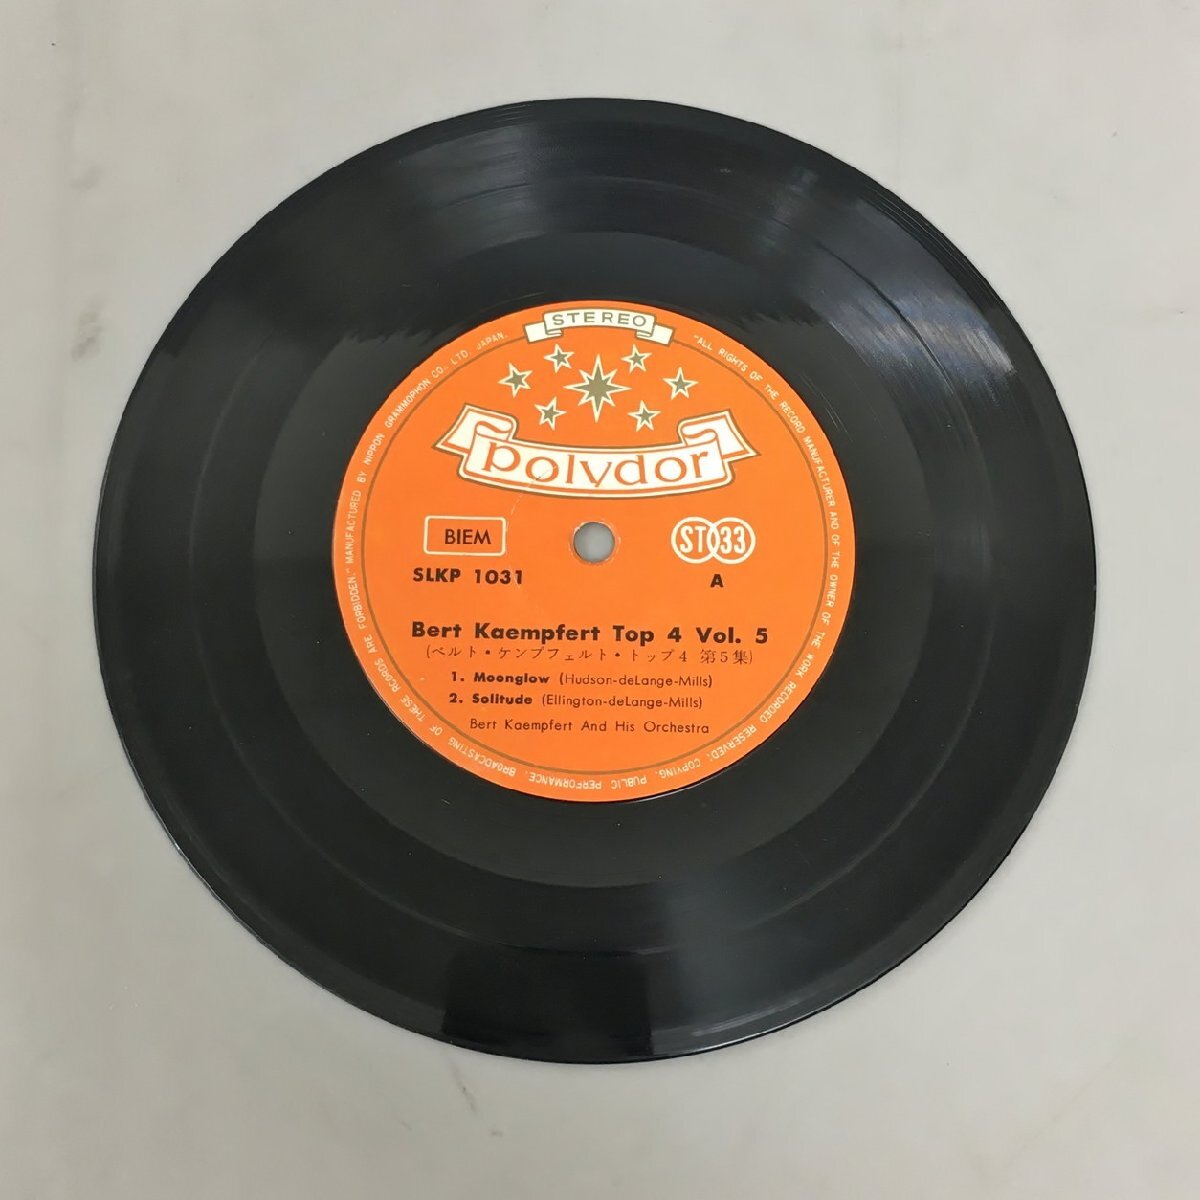 STEREO
polydor
BIEM
ST 33
SLKP 1031
A
Bert Kaempfert Top 4 Vol. 5
(ベルト・ケンプフェルト・トップ4 第5集)
1. Moonglow (Hudson-deLange-Mills)
2. Solitude (Ellington-deLange-Mills)
Bert Kaempfert And His Orchestra
"ALL RIGHTS OF THE RECORD MANUFACTURER AND OF THE OWNER OF THE WORK RECORDED RESERVED; COPYING, PUBLIC PERFORMANCE, BROADCASTING OF THESE RCORDS ARE FORBIDDEN." MANUFACTURED BY NIPPON GRAMMOPHON CO., LTD. JAPAN.